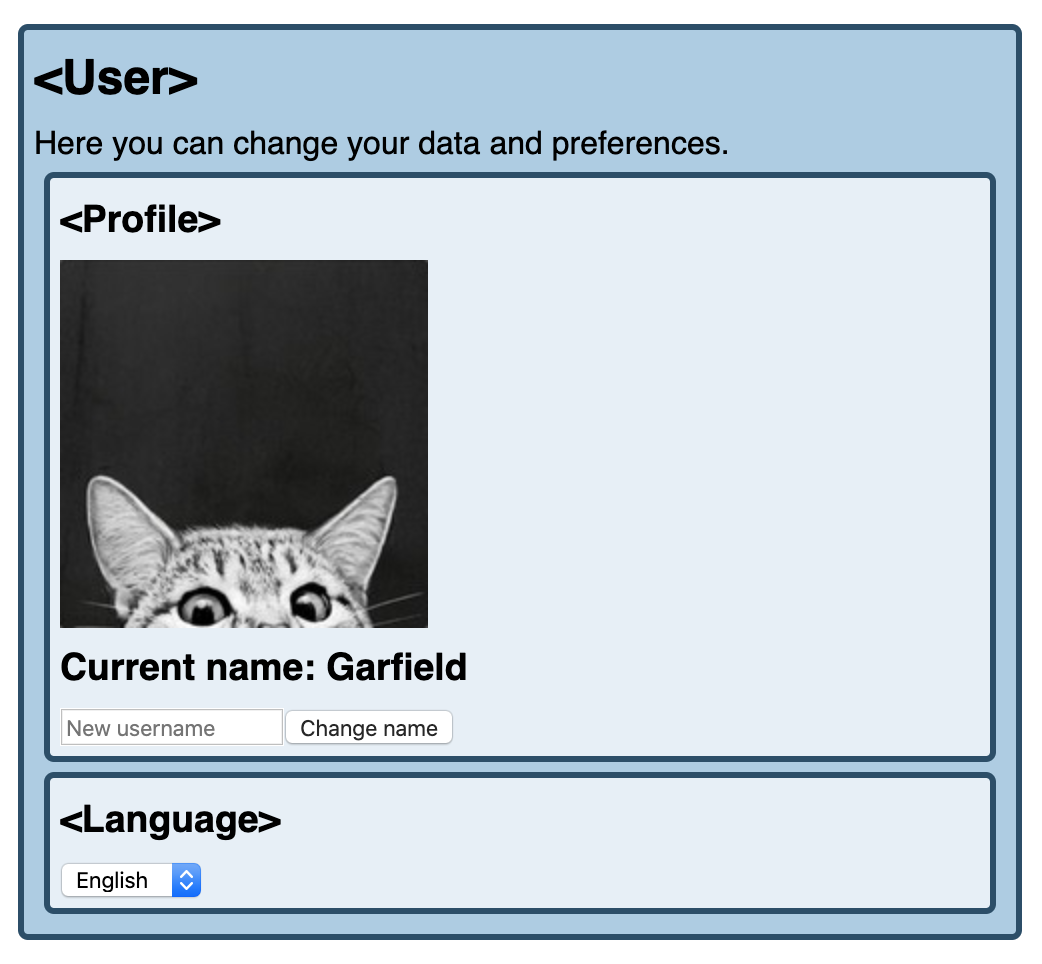 <User>
Here you can change your data and preferences.
<Profile>
Current name: Garfield
New username
Change name
<Language>
English